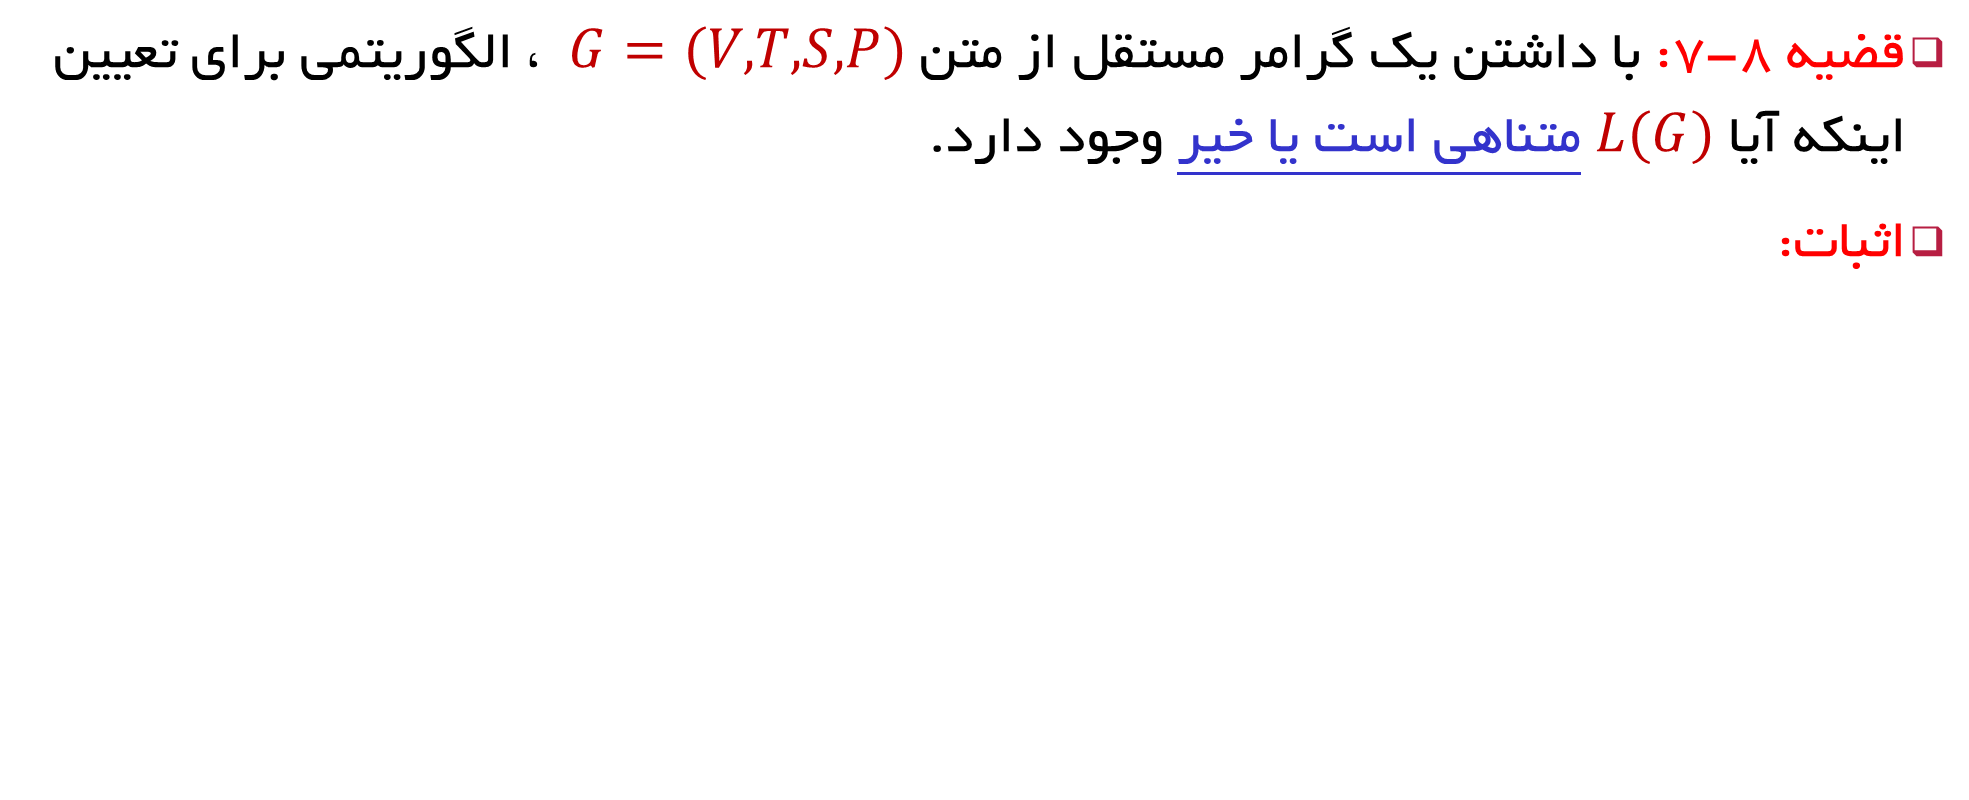 ❑ قضیه ۸-۷: با داشتن یک گرامر مستقل از متن G = (V,T,S,P) ، الگوریتمی برای تعیین
اینکه آیا L(G) متناهی است یا خیر وجود دارد.
❑ اثبات: